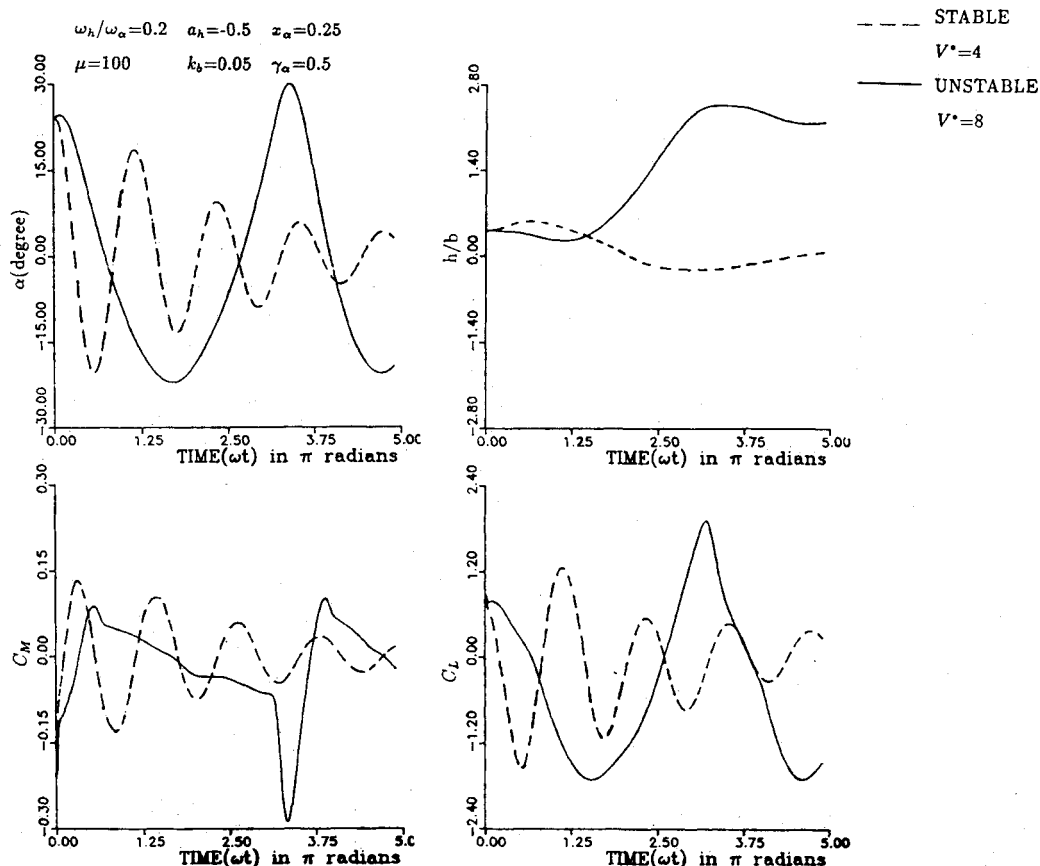 ω_h/ω_α=0.2 a_h=-0.5 x_α=0.25
μ=100 k_b=0.05 γ_α=0.5
STABLE
V*=4
UNSTABLE
V*=8
30.00
15.00
0.00
-15.00
-30.00
α(degree)
0.00 1.25 2.50 3.75 5.00
TIME(ωt) in π radians
2.80
1.40
0.00
-1.40
-2.80
h/b
0.00 1.25 2.50 3.75 5.00
TIME(ωt) in π radians
0.30
0.15
0.00
-0.15
-0.30
C_M
0.00 1.25 2.50 3.75 5.00
TIME(ωt) in π radians
2.40
1.20
0.00
-1.20
-2.40
C_L
0.00 1.25 2.50 3.75 5.00
TIME(ωt) in π radians